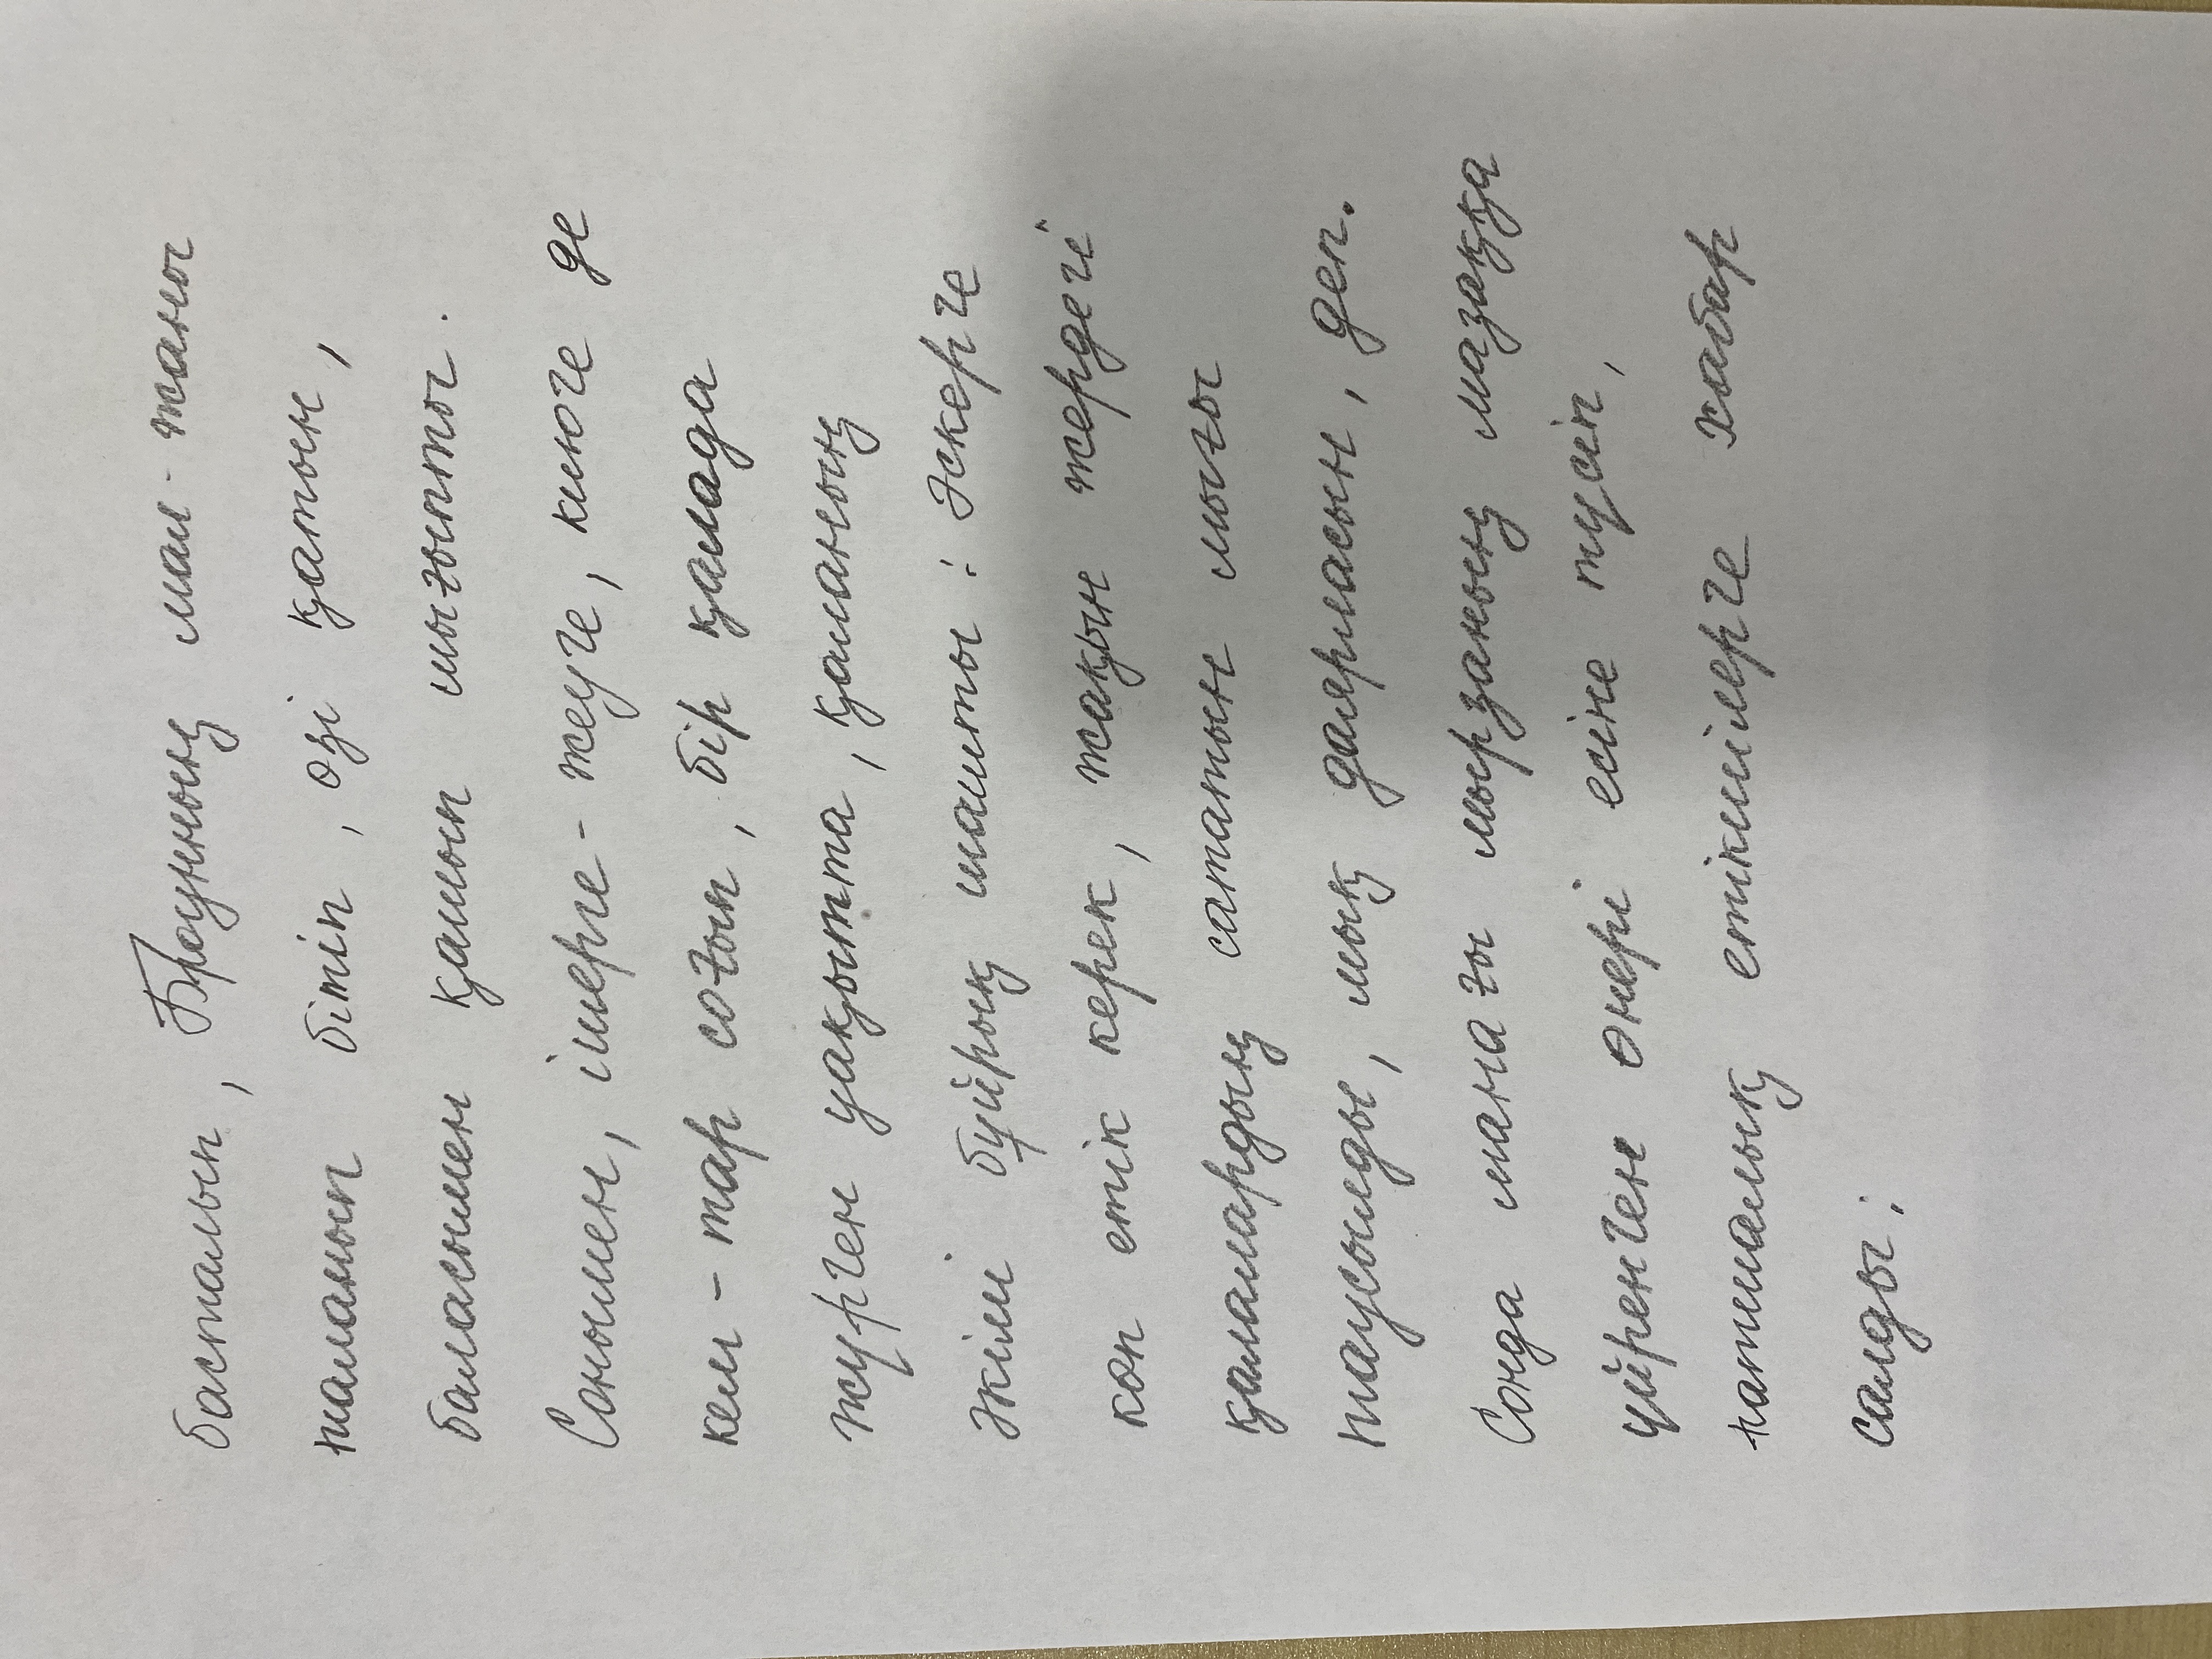 басталып, Броунның мал-жаны
таланып бітіп, өзі қатын,
баласымен қашып шығыпты.
Сонымен, ішерге-жеуге, киюге де
кем-тар соғып, бір қалада
жүрген уақытта, қаланың
әкімі бұйрық шашты: әскерге
көп етік керек, жақын жердегі
қалалардың сататын мығы
таусылды, мық даярласын, деп.
Сонда манағы мырзаның мазаққа
үйренген өнері есіне түсіп,
патшалық етікшілерге хабар
салды: